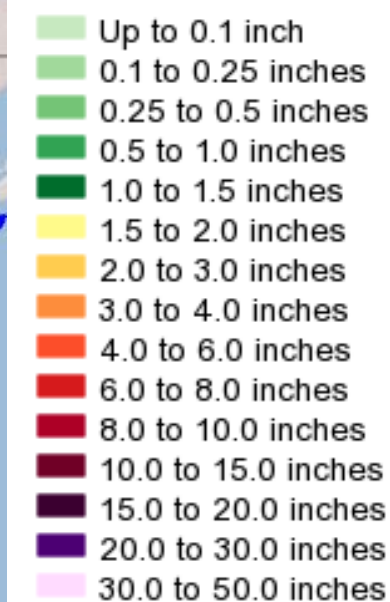 Up to 0.1 inch
0.1 to 0.25 inches
0.25 to 0.5 inches
0.5 to 1.0 inches
1.0 to 1.5 inches
1.5 to 2.0 inches
2.0 to 3.0 inches
3.0 to 4.0 inches
4.0 to 6.0 inches
6.0 to 8.0 inches
8.0 to 10.0 inches
10.0 to 15.0 inches
15.0 to 20.0 inches
20.0 to 30.0 inches
30.0 to 50.0 inches